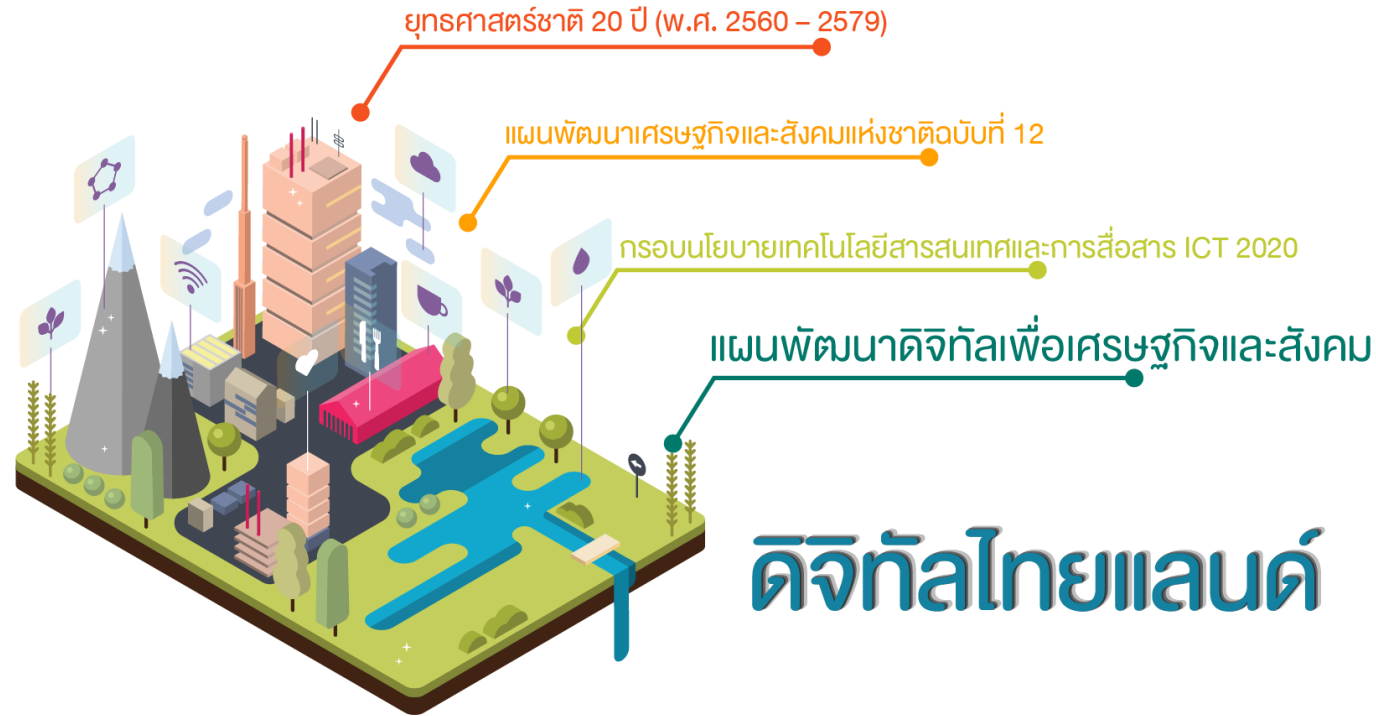 ยุทธศาสตร์ชาติ 20 ปี (พ.ศ. 2560 – 2579)
แผนพัฒนาเศรษฐกิจและสังคมแห่งชาติฉบับที่ 12
กรอบนโยบายเทคโนโลยีสารสนเทศและการสื่อสาร ICT 2020
แผนพัฒนาดิจิทัลเพื่อเศรษฐกิจและสังคม
ดิจิทัลไทยแลนด์